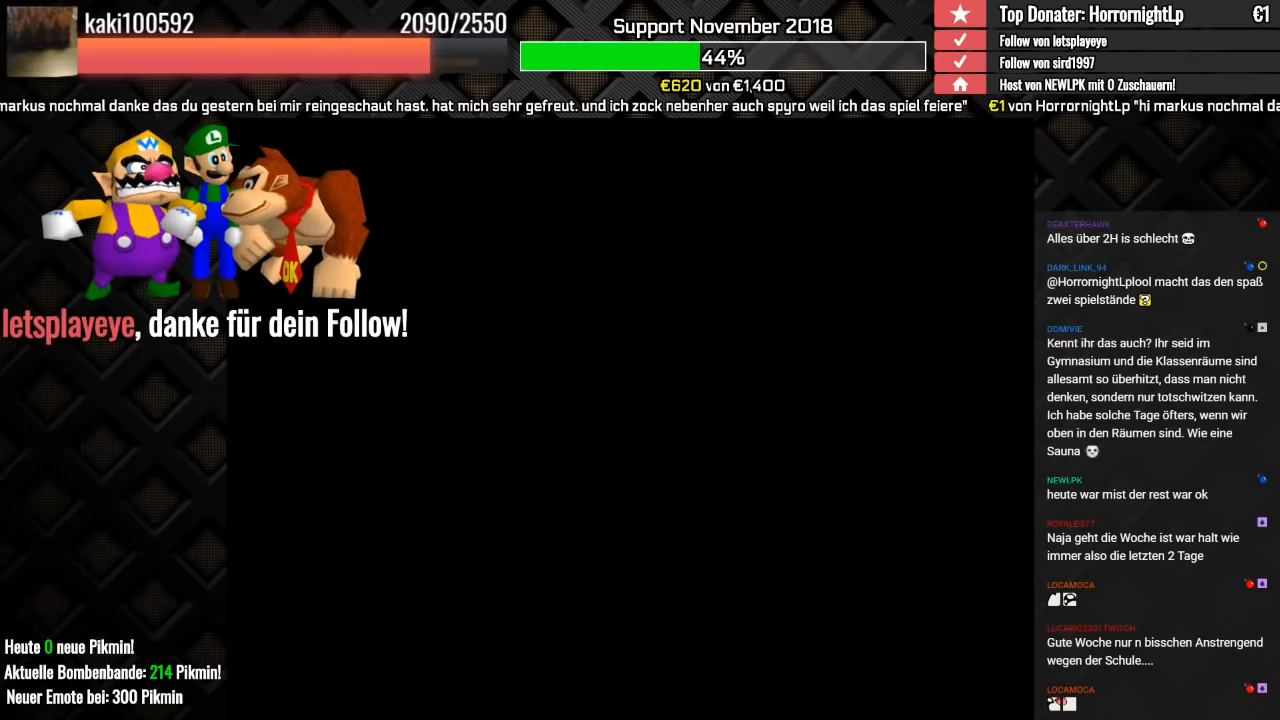 kaki100592 2090/2550
Support November 2018
44%
€620 von €1,400
Top Donater: HorrornightLp €1
Follow von letsplayeye
Follow von sird1997
Host von NEWLPK mit 0 Zuschauern!
markus nochmal danke das du gestern bei mir reingeschaut hast. hat mich sehr gefreut. und ich zock nebenher auch spyro weil ich das spiel feiere" €1 von HorrornightLp "hi markus nochmal da
W
L
DK
letsplayeye, danke für dein Follow!
DEAXTERHAWK
Alles über 2H is schlecht
DARK_LINK_94
@HorrornightLplool macht das den spaß
zwei spielstände
DOMIVIE
Kennt ihr das auch? Ihr seid im
Gymnasium und die Klassenräume sind
allesamt so überhitzt, dass man nicht
denken, sondern nur totschwitzen kann.
Ich habe solche Tage öfters, wenn wir
oben in den Räumen sind. Wie eine
Sauna
NEWLPK
heute war mist der rest war ok
ROYALEG77
Naja geht die Woche ist war halt wie
immer also die letzten 2 Tage
LOCAMOCA
LUCARIO2301TWITCH
Gute Woche nur n bisschen Anstrengend
wegen der Schule....
LOCAMOCA
Heute 0 neue Pikmin!
Aktuelle Bombenbande: 214 Pikmin!
Neuer Emote bei: 300 Pikmin